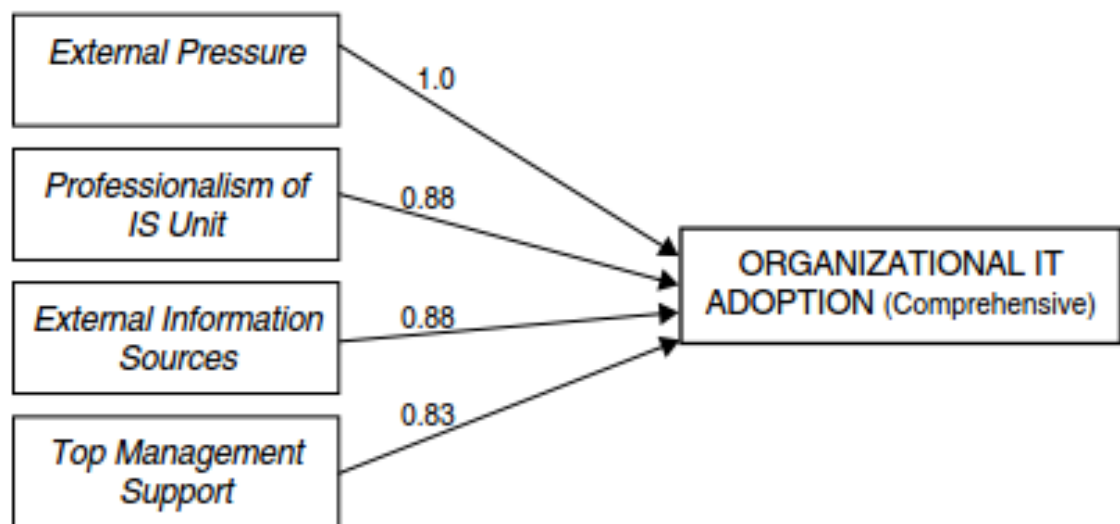 External Pressure
1.0
Professionalism of
IS Unit
0.88
ORGANIZATIONAL IT
ADOPTION (Comprehensive)
External Information
Sources
0.88
0.83
Top Management
Support